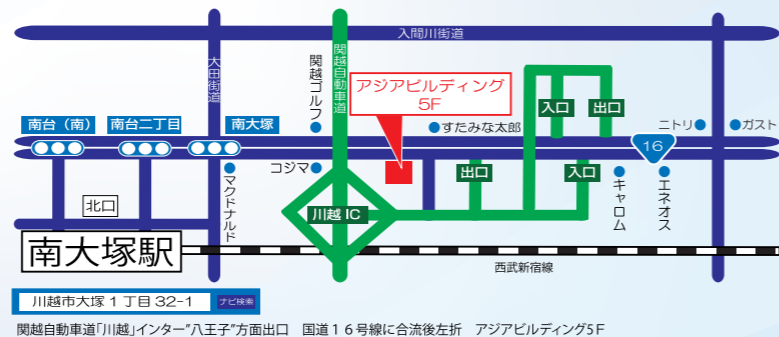 入間川街道
大田街道
関越自動車道
関越ゴルフ
アジアビルディング
5F
入口
出口
南台（南）
南台二丁目
南大塚
すたみな太郎
ニトリ
ガスト
16
マクドナルド
コジマ
出口
入口
キャロム
エネオス
北口
川越 IC
南大塚駅
西武新宿線
川越市大塚 1 丁目 32-1
ナビ検索
関越自動車道「川越」インター"八王子"方面出口　国道１６号線に合流後左折　アジアビルディング5Ｆ